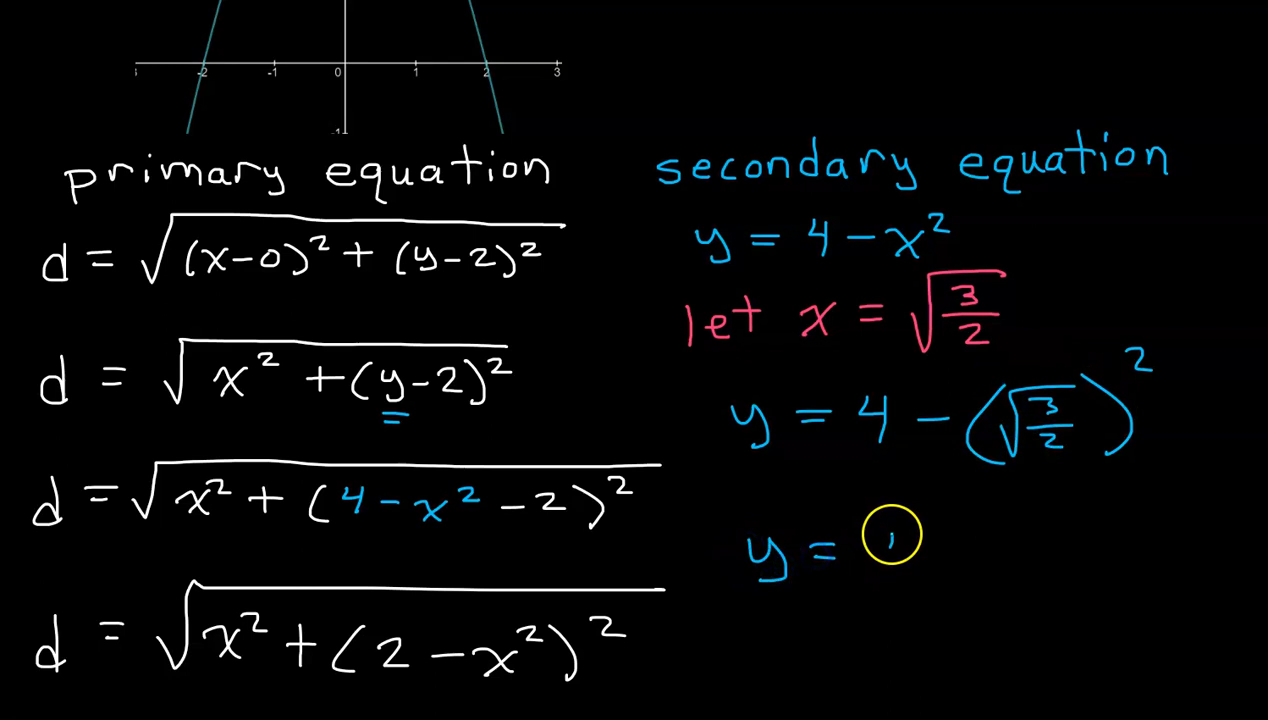 -2 -1 0 1 2 3
-1
primary equation
d = √((x-0)² + (y-2)²)
d = √(x² + (y-2)²)
d = √(x² + (4-x²-2)²)
d = √(x² + (2-x²)²)
secondary equation
y = 4 - x²
let x = √(3/2)
y = 4 - (√(3/2))²
y =